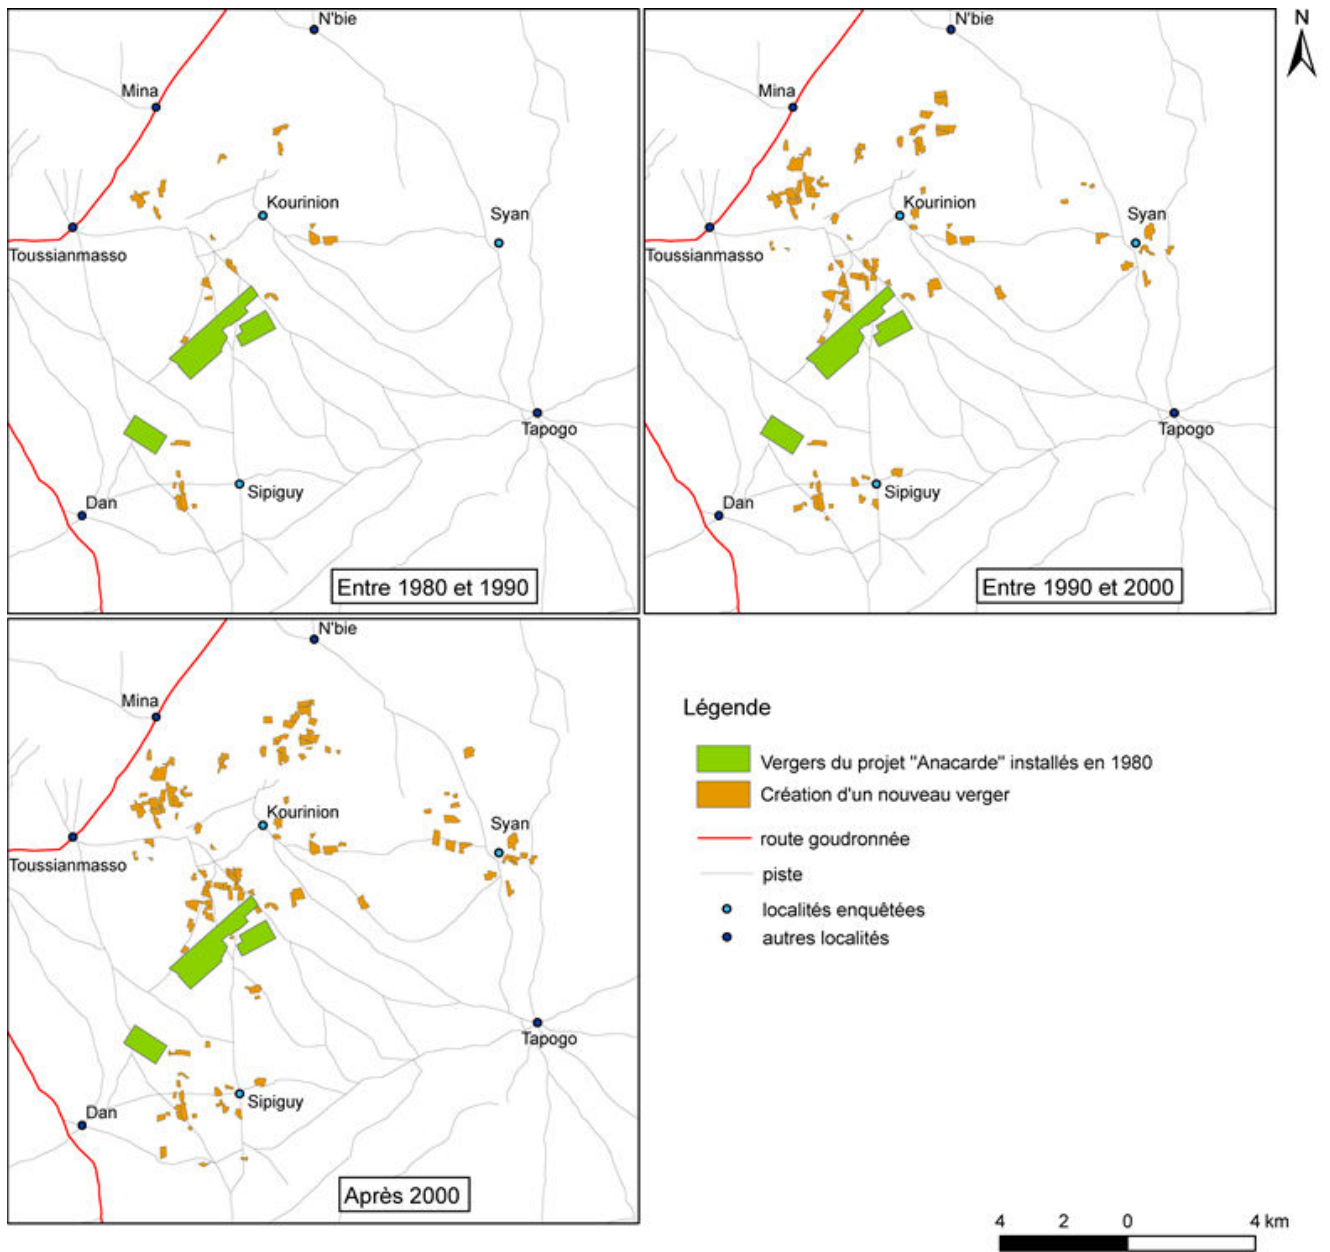 N'bie
Mina
Kourinion
Syan
Toussianmasso
Tapogo
Sipiguy
Dan
Entre 1980 et 1990
N
N'bie
Mina
Kourinion
Syan
Toussianmasso
Tapogo
Sipiguy
Dan
Entre 1990 et 2000
N'bie
Mina
Kourinion
Syan
Toussianmasso
Tapogo
Sipiguy
Dan
Après 2000
Légende
Vergers du projet "Anacarde" installés en 1980
Création d'un nouveau verger
route goudronnée
piste
localités enquêtées
autres localités
4 2 0 4 km